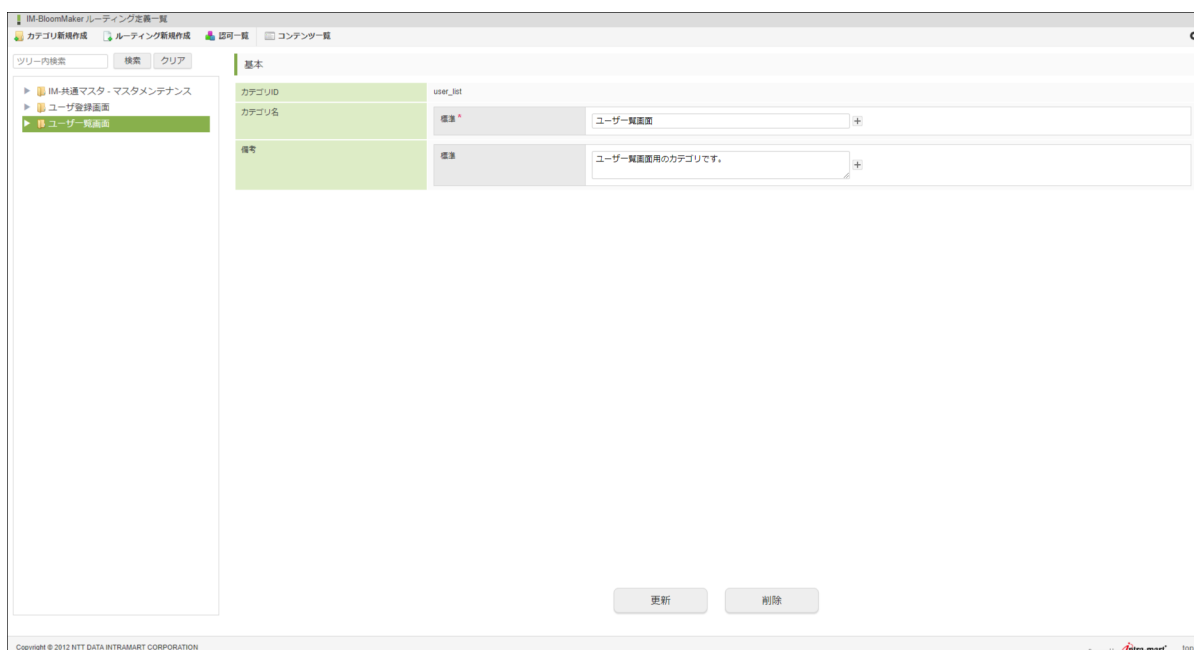 IM-BloomMaker ルーティング定義一覧
カテゴリ新規作成 ルーティング新規作成 認可一覧 コンテンツ一覧
ツリー内検索 検索 クリア
基本
IM-共通マスタ - マスタメンテナンス
ユーザ登録画面
ユーザ一覧画面
カテゴリID user_list
カテゴリ名 標準 * ユーザ一覧画面
備考 標準 ユーザ一覧画面用のカテゴリです。
更新 削除
Copyright © 2012 NTT DATA INTRAMART CORPORATION
intra-mart top